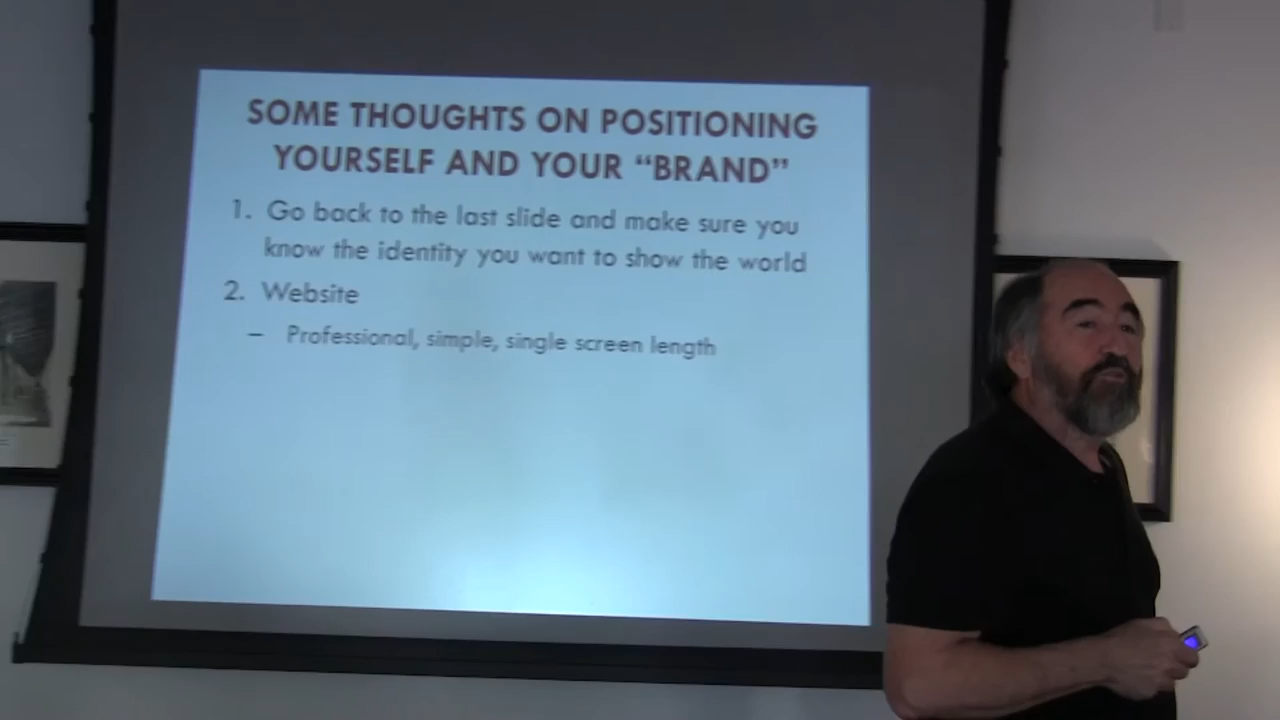 SOME THOUGHTS ON POSITIONING
YOURSELF AND YOUR “BRAND”
1. Go back to the last slide and make sure you
know the identity you want to show the world
2. Website
– Professional, simple, single screen length